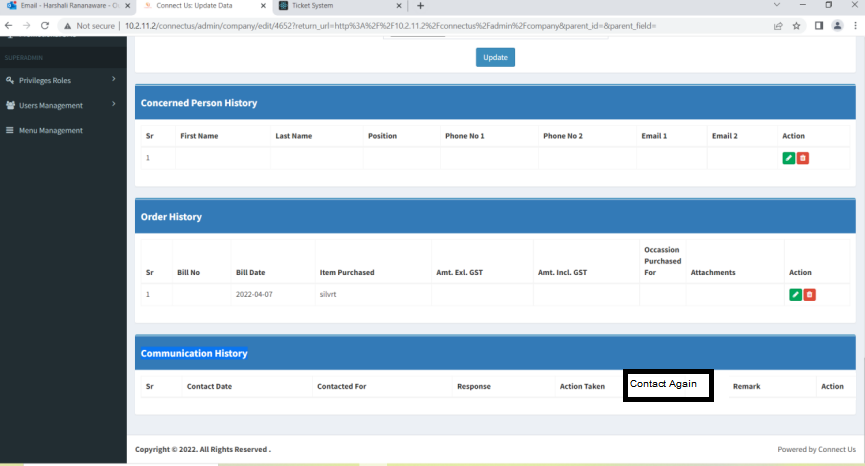 Email - Harshali Rananaware - O
Connect Us: Update Data
Ticket System
Not secure | 10.2.11.2/connectus/admin/company/edit/4652?return_url=http%3A%2F%2F10.2.11.2%2Fconnectus%2Fadmin%2Fcompany&parent_id=&parent_field=
SUPERADMIN
Privileges Roles
Users Management
Menu Management
Update
Concerned Person History
Sr First Name Last Name Position Phone No 1 Phone No 2 Email 1 Email 2 Action
1
Order History
Sr Bill No Bill Date Item Purchased Amt. Exl. GST Amt. Incl. GST Occassion Purchased For Attachments Action
1 2022-04-07 silvrt
Communication History
Sr Contact Date Contacted For Response Action Taken Contact Again Remark Action
Copyright © 2022. All Rights Reserved .
Powered by Connect Us